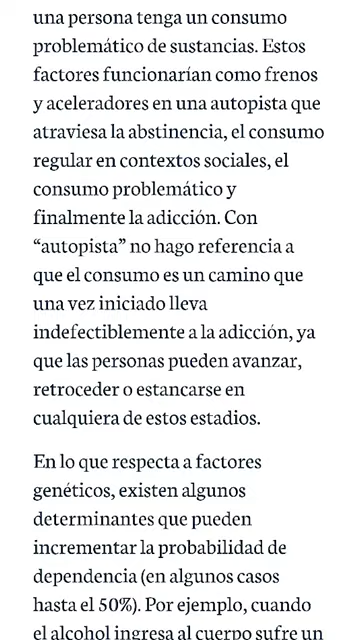 una persona tenga un consumo
problemático de sustancias. Estos
factores funcionarían como frenos
y aceleradores en una autopista que
atraviesa la abstinencia, el consumo
regular en contextos sociales, el
consumo problemático y
finalmente la adicción. Con
“autopista” no hago referencia a
que el consumo es un camino que
una vez iniciado lleva
indefectiblemente a la adicción, ya
que las personas pueden avanzar,
retroceder o estancarse en
cualquiera de estos estadios.
En lo que respecta a factores
genéticos, existen algunos
determinantes que pueden
incrementar la probabilidad de
dependencia (en algunos casos
hasta el 50%). Por ejemplo, cuando
el alcohol ingresa al cuerpo sufre un